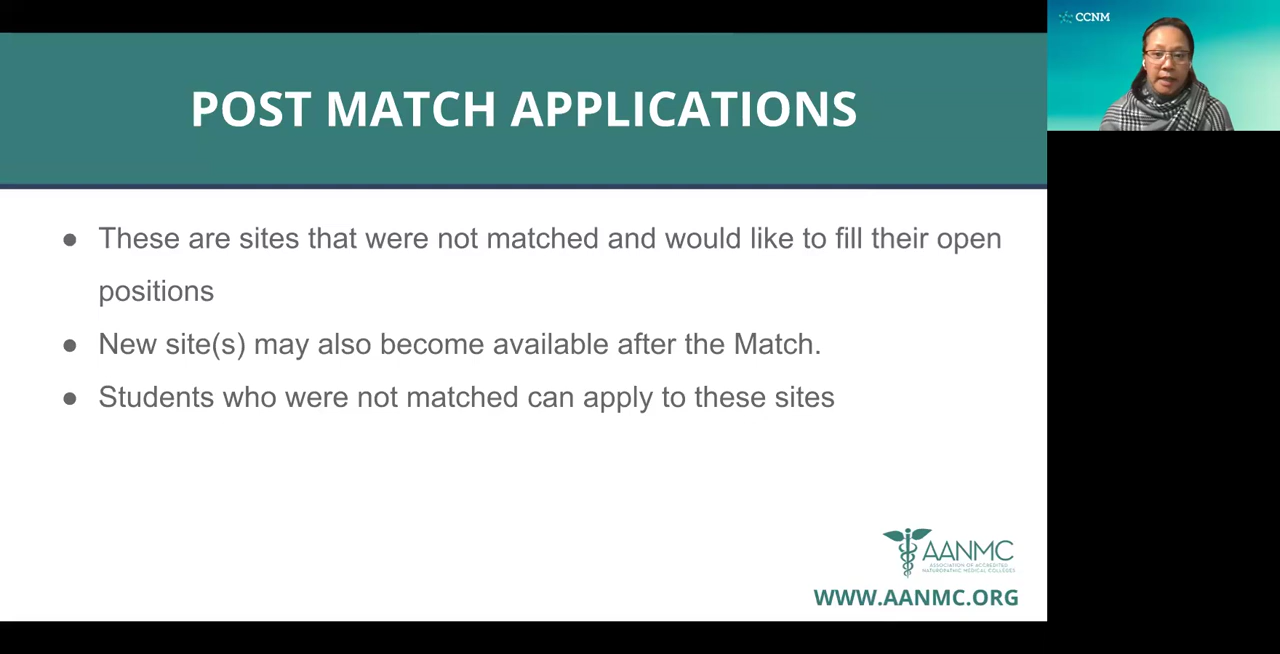 POST MATCH APPLICATIONS
● These are sites that were not matched and would like to fill their open
positions
● New site(s) may also become available after the Match.
● Students who were not matched can apply to these sites
AANMC
ASSOCIATION OF ACCREDITED
NATUROPATHIC MEDICAL COLLEGES
WWW.AANMC.ORG
CCNM